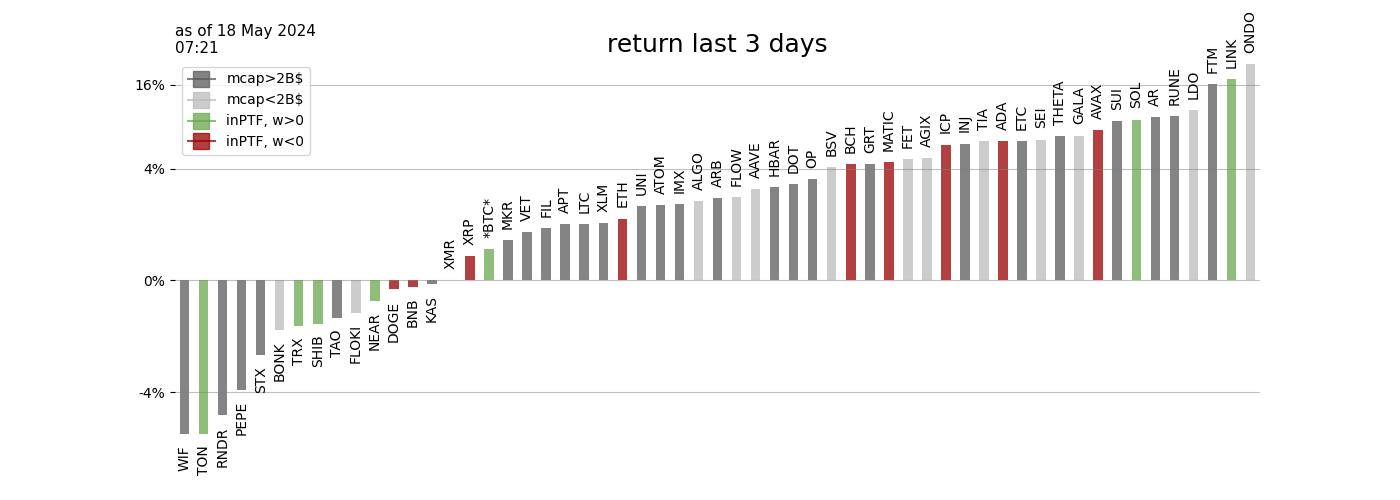 as of 18 May 2024
07:21
return last 3 days
mcap>2B$
mcap<2B$
inPTF, w>0
inPTF, w<0
16%
4%
0%
-4%
WIF
TON
RNDR
PEPE
STX
BONK
TRX
SHIB
TAO
FLOKI
NEAR
DOGE
BNB
KAS
XMR
XRP
*BTC*
MKR
VET
FIL
APT
LTC
XLM
ETH
UNI
ATOM
IMX
ALGO
ARB
FLOW
AAVE
HBAR
DOT
OP
BSV
BCH
GRT
MATIC
FET
AGIX
ICP
INJ
TIA
ADA
ETC
SEI
THETA
GALA
AVAX
SUI
SOL
AR
RUNE
LDO
FTM
LINK
ONDO